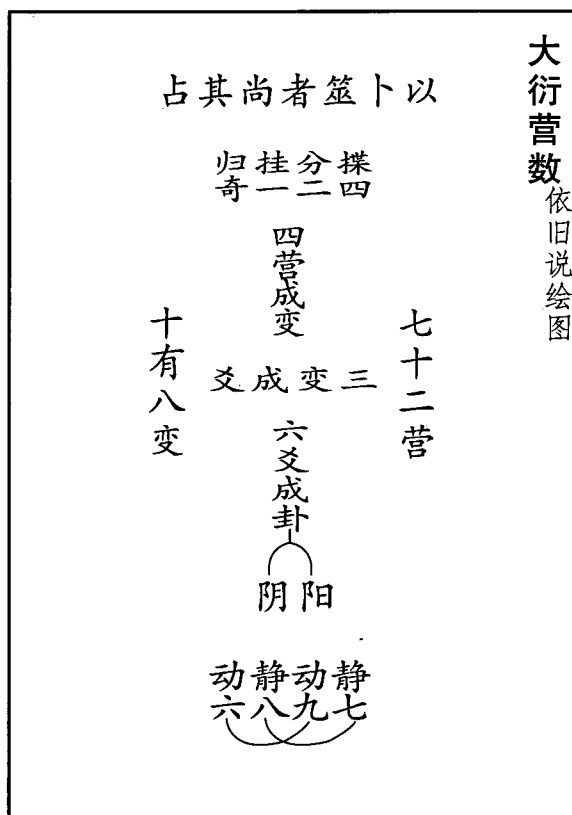 大衍营数
依旧说绘图
以卜筮者尚其占
揲四
分二
挂一
归奇
四营成变
七十二营
三变成爻
十有八变
六爻成卦
阳阴
静动静动
七九八六